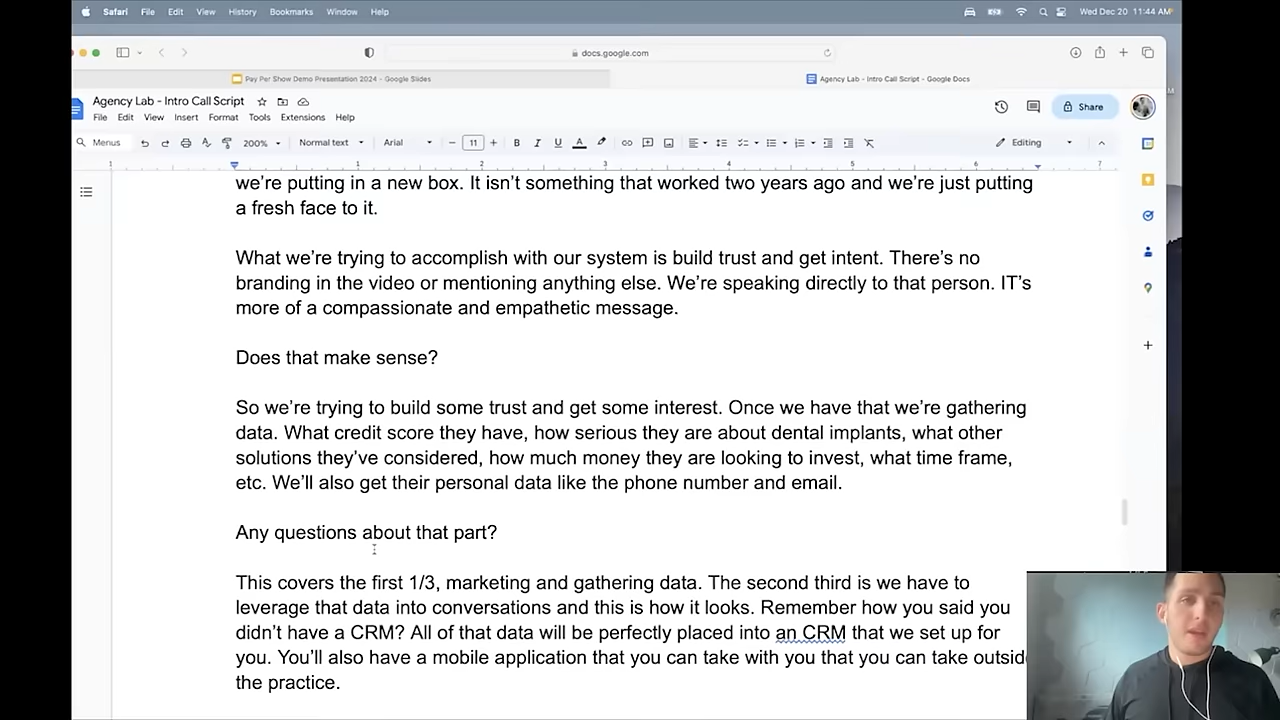 Safari File Edit View History Bookmarks Window Help Wed Dec 20 11:44 AM
docs.google.com
Pay Per Show Demo Presentation 2024 - Google Slides Agency Lab - Intro Call Script - Google Docs
Agency Lab - Intro Call Script
Share
File Edit View Insert Format Tools Extensions Help
Menus 200% Normal text Arial 11 B I U A Editing
1 1 2 3 4 5 6 7
we’re putting in a new box. It isn’t something that worked two years ago and we’re just putting
a fresh face to it.
What we’re trying to accomplish with our system is build trust and get intent. There’s no
branding in the video or mentioning anything else. We’re speaking directly to that person. IT’s
more of a compassionate and empathetic message.
Does that make sense?
So we’re trying to build some trust and get some interest. Once we have that we’re gathering
data. What credit score they have, how serious they are about dental implants, what other
solutions they’ve considered, how much money they are looking to invest, what time frame,
etc. We’ll also get their personal data like the phone number and email.
Any questions about that part?
This covers the first 1/3, marketing and gathering data. The second third is we have to
leverage that data into conversations and this is how it looks. Remember how you said you
didn’t have a CRM? All of that data will be perfectly placed into an CRM that we set up for
you. You’ll also have a mobile application that you can take with you that you can take outsid
the practice.